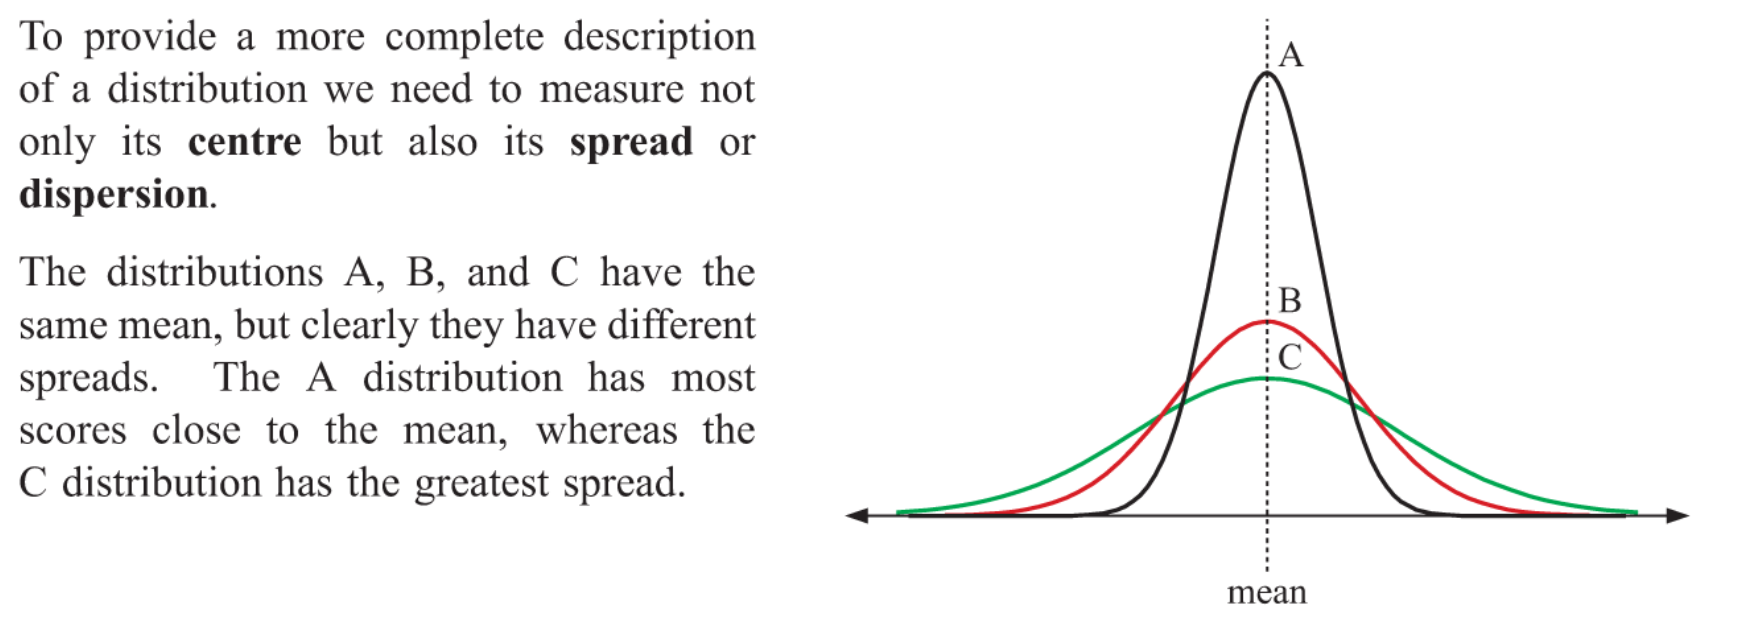 To provide a more complete description
of a distribution we need to measure not
only its centre but also its spread or
dispersion.
The distributions A, B, and C have the
same mean, but clearly they have different
spreads. The A distribution has most
scores close to the mean, whereas the
C distribution has the greatest spread.
A
B
C
mean